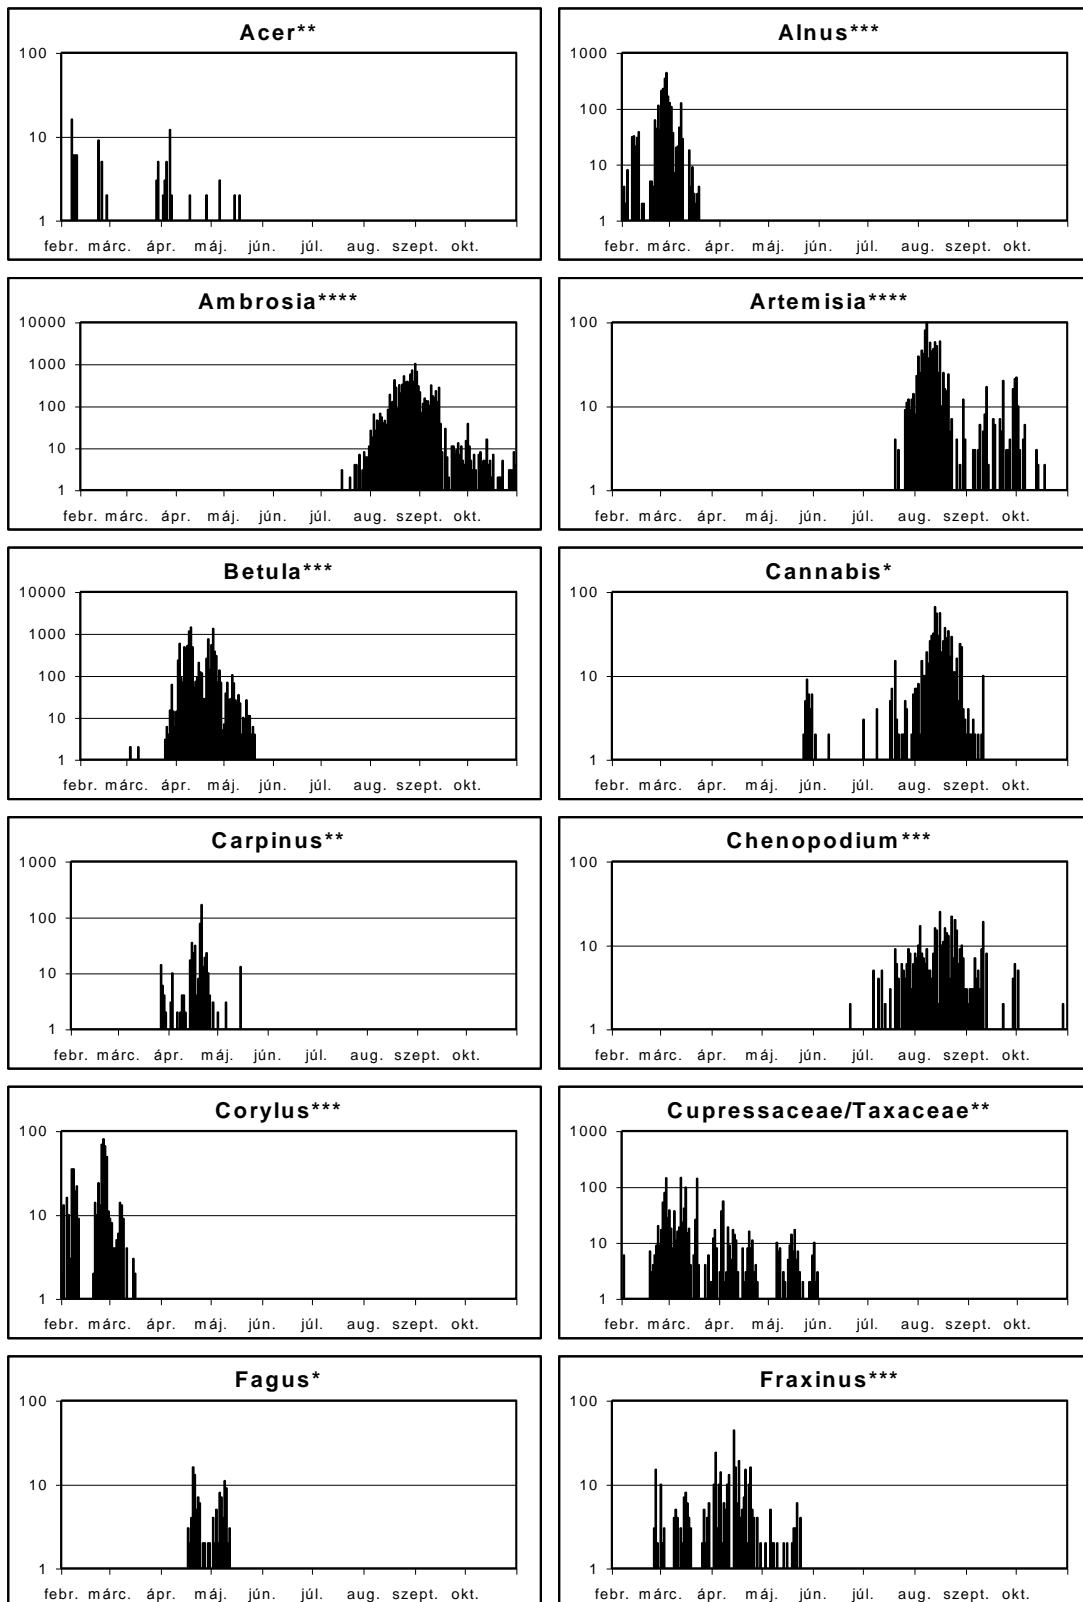 Acer**
100
10
1
febr. márc. ápr. máj. jún. júl. aug. szept. okt.
Alnus***
1000
100
10
1
febr. márc. ápr. máj. jún. júl. aug. szept. okt.
Ambrosia****
10000
1000
100
10
1
febr. márc. ápr. máj. jún. júl. aug. szept. okt.
Artemisia****
100
10
1
febr. márc. ápr. máj. jún. júl. aug. szept. okt.
Betula***
10000
1000
100
10
1
febr. márc. ápr. máj. jún. júl. aug. szept. okt.
Cannabis*
100
10
1
febr. márc. ápr. máj. jún. júl. aug. szept. okt.
Carpinus**
1000
100
10
1
febr. márc. ápr. máj. jún. júl. aug. szept. okt.
Chenopodium***
100
10
1
febr. márc. ápr. máj. jún. júl. aug. szept. okt.
Corylus***
100
10
1
febr. márc. ápr. máj. jún. júl. aug. szept. okt.
Cupressaceae/Taxaceae**
1000
100
10
1
febr. márc. ápr. máj. jún. júl. aug. szept. okt.
Fagus*
100
10
1
febr. márc. ápr. máj. jún. júl. aug. szept. okt.
Fraxinus***
100
10
1
febr. márc. ápr. máj. jún. júl. aug. szept. okt.